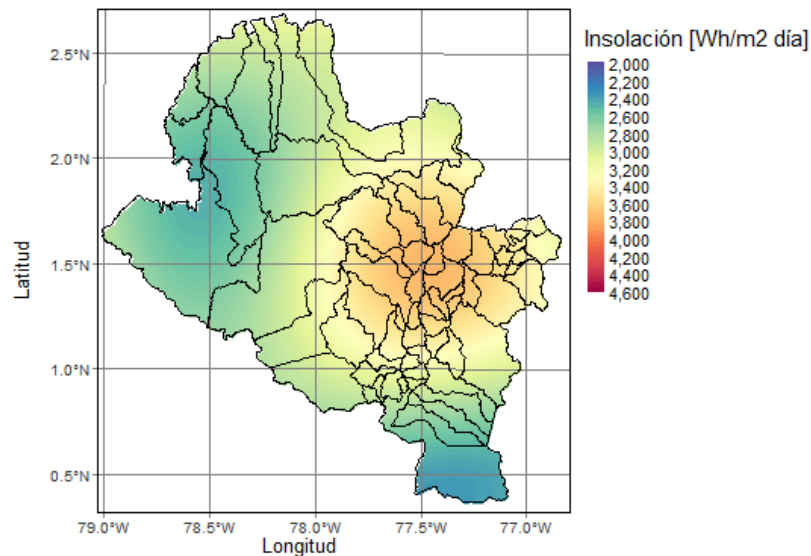 Insolación [Wh/m2 día]
2,000
2,400
2,600
2,800
3,000
3,200
3,400
3,600
3,800
4,000
4,200
4,400
4,600
2.5°N
2.0°N
1.5°N
1.0°N
0.5°N
Latitud
79.0°W 78.5°W 78.0°W 77.5°W 77.0°W
Longitud